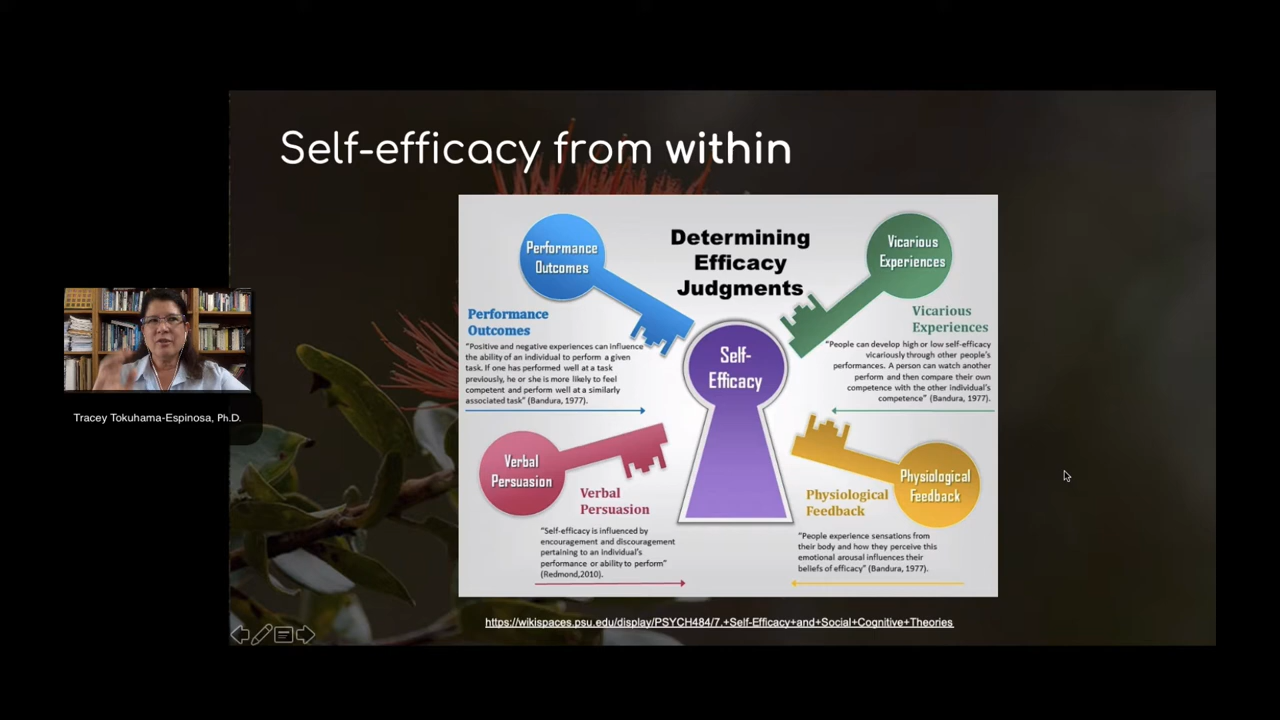 Self-efficacy from within
Determining
Efficacy
Judgments
Performance
Outcomes
Vicarious
Experiences
Performance
Outcomes
"Positive and negative experiences can influence
the ability of an individual to perform a given
task. If one has performed well at a task
previously, he or she is more likely to feel
competent and perform well at a similarly
associated task" (Bandura, 1977).
Vicarious
Experiences
"People can develop high or low self-efficacy
vicariously through other people's
performances. A person can watch another
perform and then compare their own
competence with the other individual's
competence" (Bandura, 1977).
Self-
Efficacy
Verbal
Persuasion
Verbal
Persuasion
"Self-efficacy is influenced by
encouragement and discouragement
pertaining to an individual's
performance or ability to perform"
(Redmond,2010).
Physiological
Feedback
Physiological
Feedback
"People experience sensations from
their body and how they perceive this
emotional arousal influences their
beliefs of efficacy" (Bandura, 1977).
Tracey Tokuhama-Espinosa, Ph.D.
https://wikispaces.psu.edu/display/PSYCH484/7.+Self-Efficacy+and+Social+Cognitive+Theories